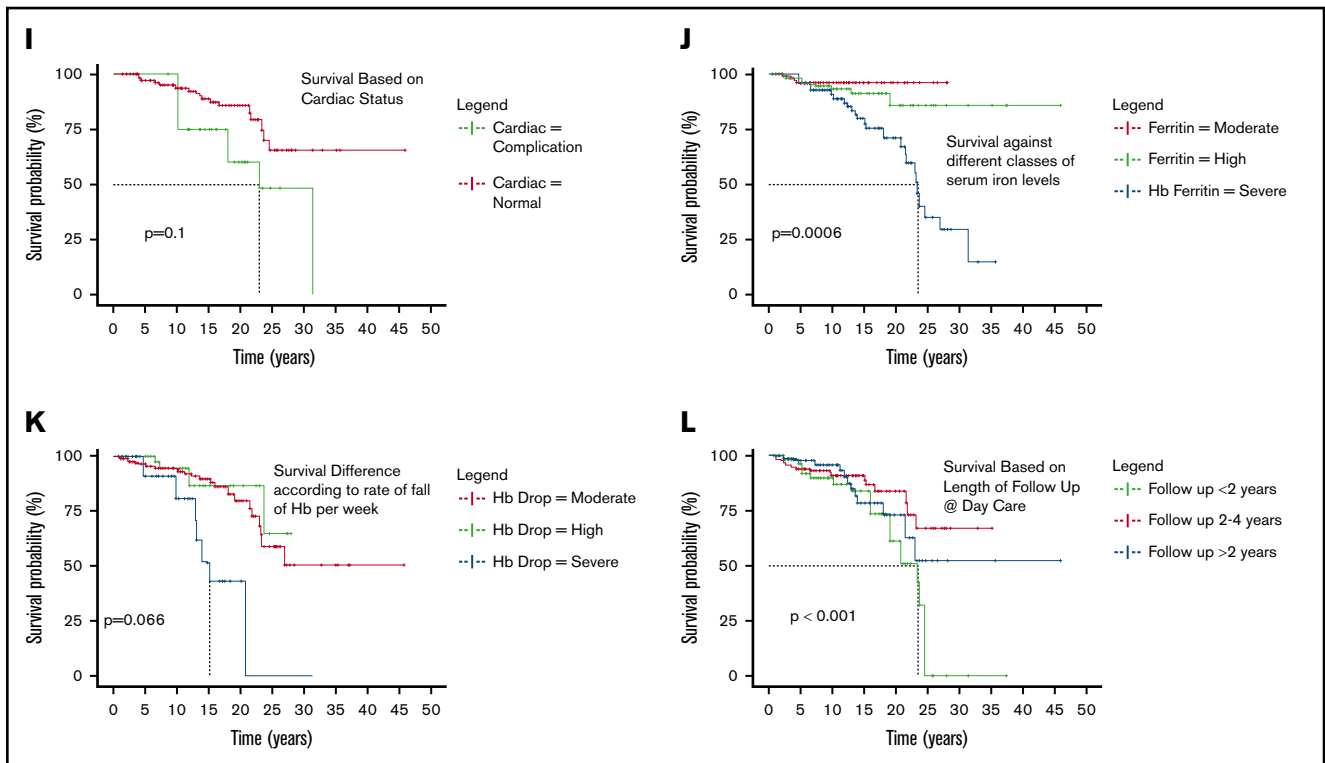 I
Survival Based on
Cardiac Status
Survival probability (%)
100
75
50
25
0
p=0.1
0 5 10 15 20 25 30 35 40 45 50
Time (years)
Legend
Cardiac =
Complication
Cardiac =
Normal
J
Survival probability (%)
100
75
50
25
0
Survival against
different classes of
serum iron levels
p=0.0006
0 5 10 15 20 25 30 35 40 45 50
Time (years)
Legend
Ferritin = Moderate
Ferritin = High
Hb Ferritin = Severe
K
Survival probability (%)
100
75
50
25
0
Survival Difference
according to rate of fall
of Hb per week
p=0.066
0 5 10 15 20 25 30 35 40 45 50
Time (years)
Legend
Hb Drop = Moderate
Hb Drop = High
Hb Drop = Severe
L
Survival probability (%)
100
75
50
25
0
Survival Based on
Length of Follow Up
@ Day Care
p < 0.001
0 5 10 15 20 25 30 35 40 45 50
Time (years)
Legend
Follow up <2 years
Follow up 2-4 years
Follow up >2 years